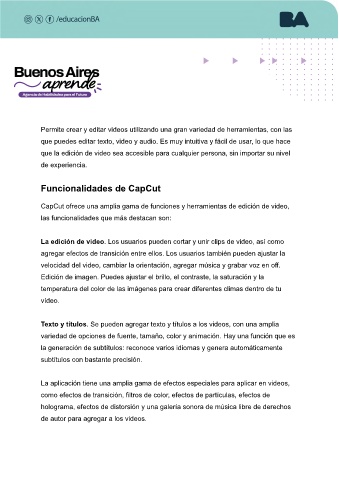 /educacionBA
BA
Buenos Aires
aprende
Agencia de Habilidades para el Futuro
Permite crear y editar videos utilizando una gran variedad de herramientas, con las
que puedes editar texto, video y audio. Es muy intuitiva y fácil de usar, lo que hace
que la edición de video sea accesible para cualquier persona, sin importar su nivel
de experiencia.
Funcionalidades de CapCut
CapCut ofrece una amplia gama de funciones y herramientas de edición de video,
las funcionalidades que más destacan son:
La edición de video. Los usuarios pueden cortar y unir clips de video, así como
agregar efectos de transición entre ellos. Los usuarios también pueden ajustar la
velocidad del video, cambiar la orientación, agregar música y grabar voz en off.
Edición de imagen. Puedes ajustar el brillo, el contraste, la saturación y la
temperatura del color de las imágenes para crear diferentes climas dentro de tu
video.
Texto y títulos. Se pueden agregar texto y títulos a los videos, con una amplia
variedad de opciones de fuente, tamaño, color y animación. Hay una función que es
la generación de subtítulos: reconoce varios idiomas y genera automáticamente
subtítulos con bastante precisión.
La aplicación tiene una amplia gama de efectos especiales para aplicar en videos,
como efectos de transición, filtros de color, efectos de partículas, efectos de
holograma, efectos de distorsión y una galería sonora de música libre de derechos
de autor para agregar a los videos.